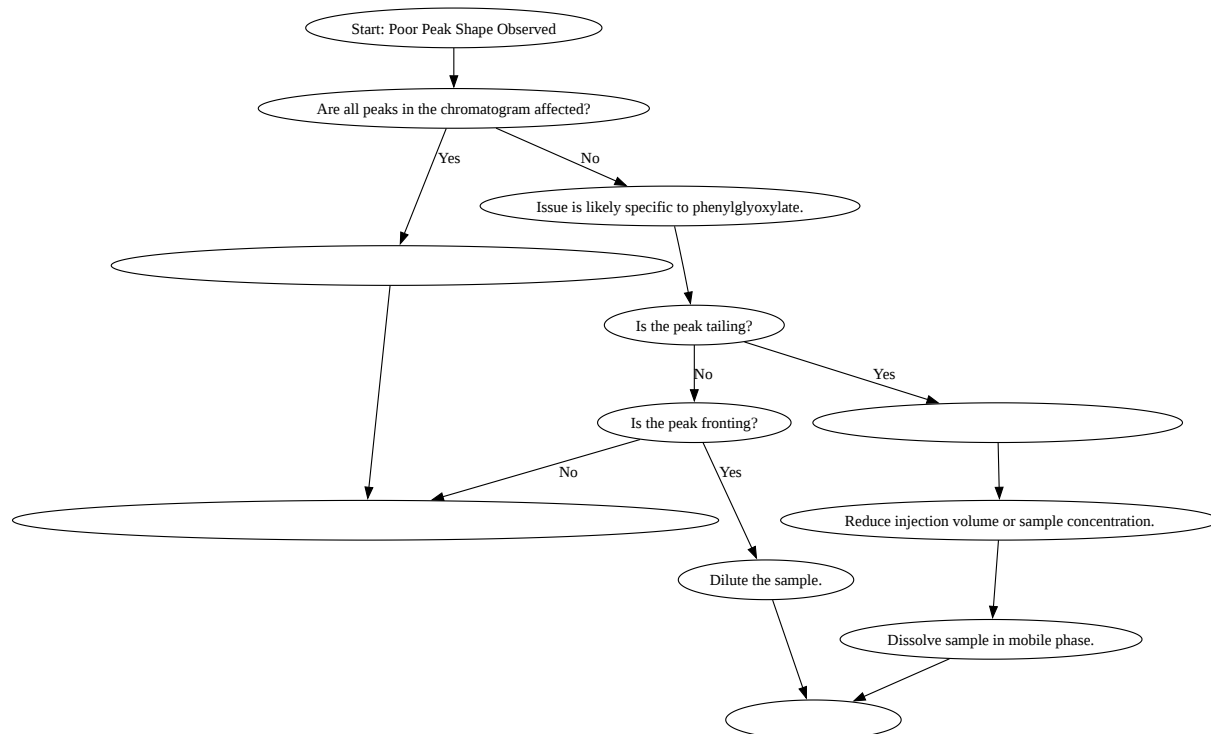 Start: Poor Peak Shape Observed
Are all peaks in the chromatogram affected?
Yes
No
Issue is likely specific to phenylglyoxylate.
Is the peak tailing?
No
Yes
Is the peak fronting?
No
Yes
Reduce injection volume or sample concentration.
Dilute the sample.
Dissolve sample in mobile phase.